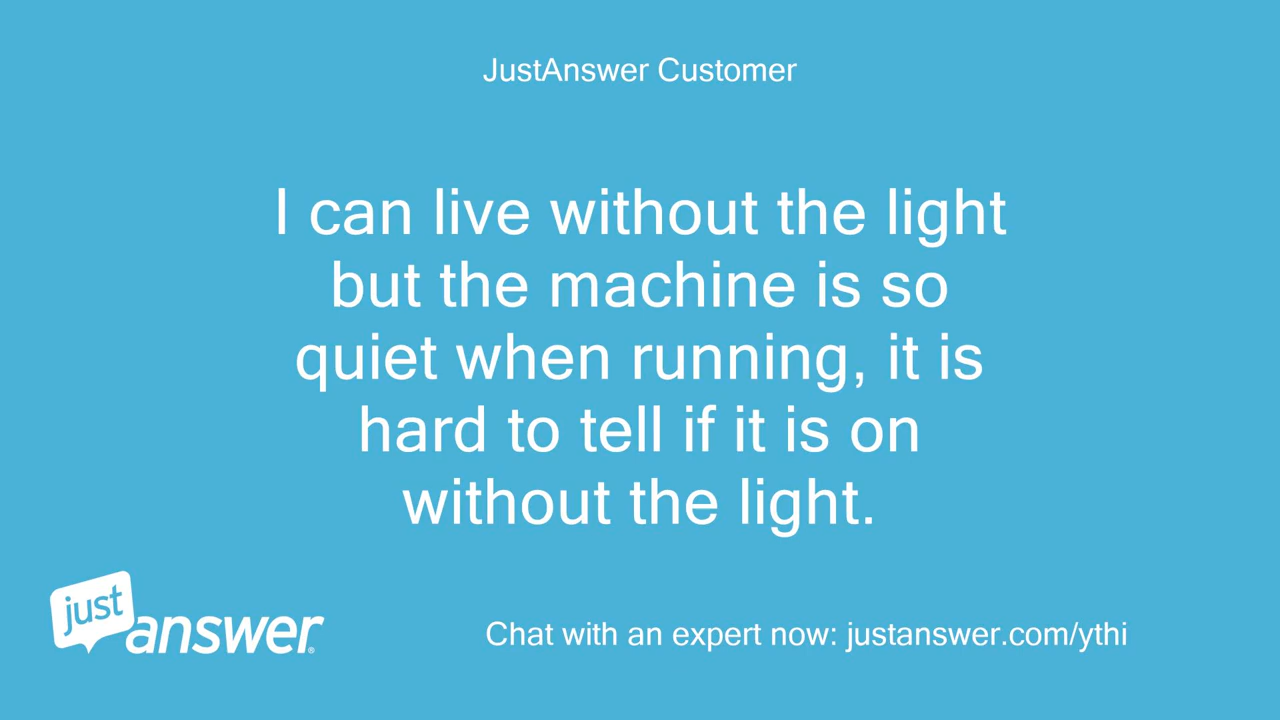 JustAnswer Customer
I can live without the light
but the machine is so
quiet when running, it is
hard to tell if it is on
without the light.
just
answer®
Chat with an expert now: justanswer.com/ythi